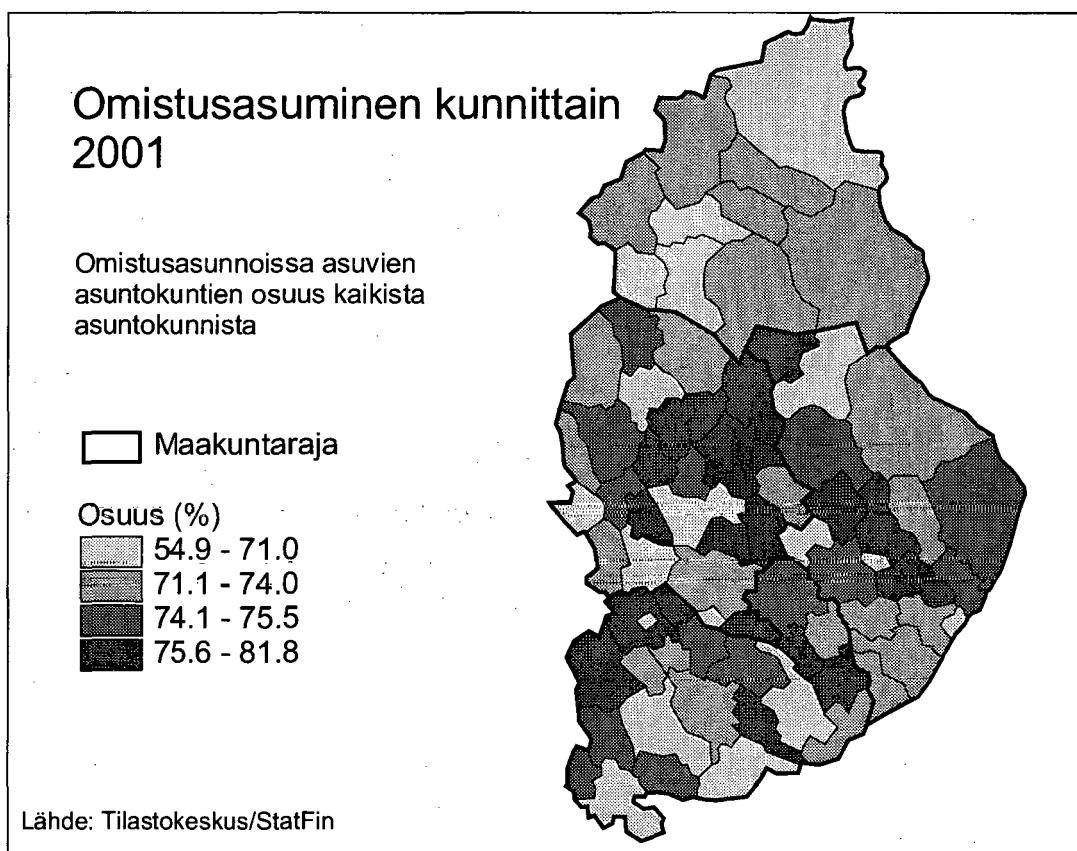 Omistusasuminen kunnittain
2001
Omistusasunnoissa asuvien
asuntokuntien osuus kaikista
asuntokunnista
Maakuntaraja
Osuus (%)
54.9 - 71.0
71.1 - 74.0
74.1 - 75.5
75.6 - 81.8
Lähde: Tilastokeskus/StatFin